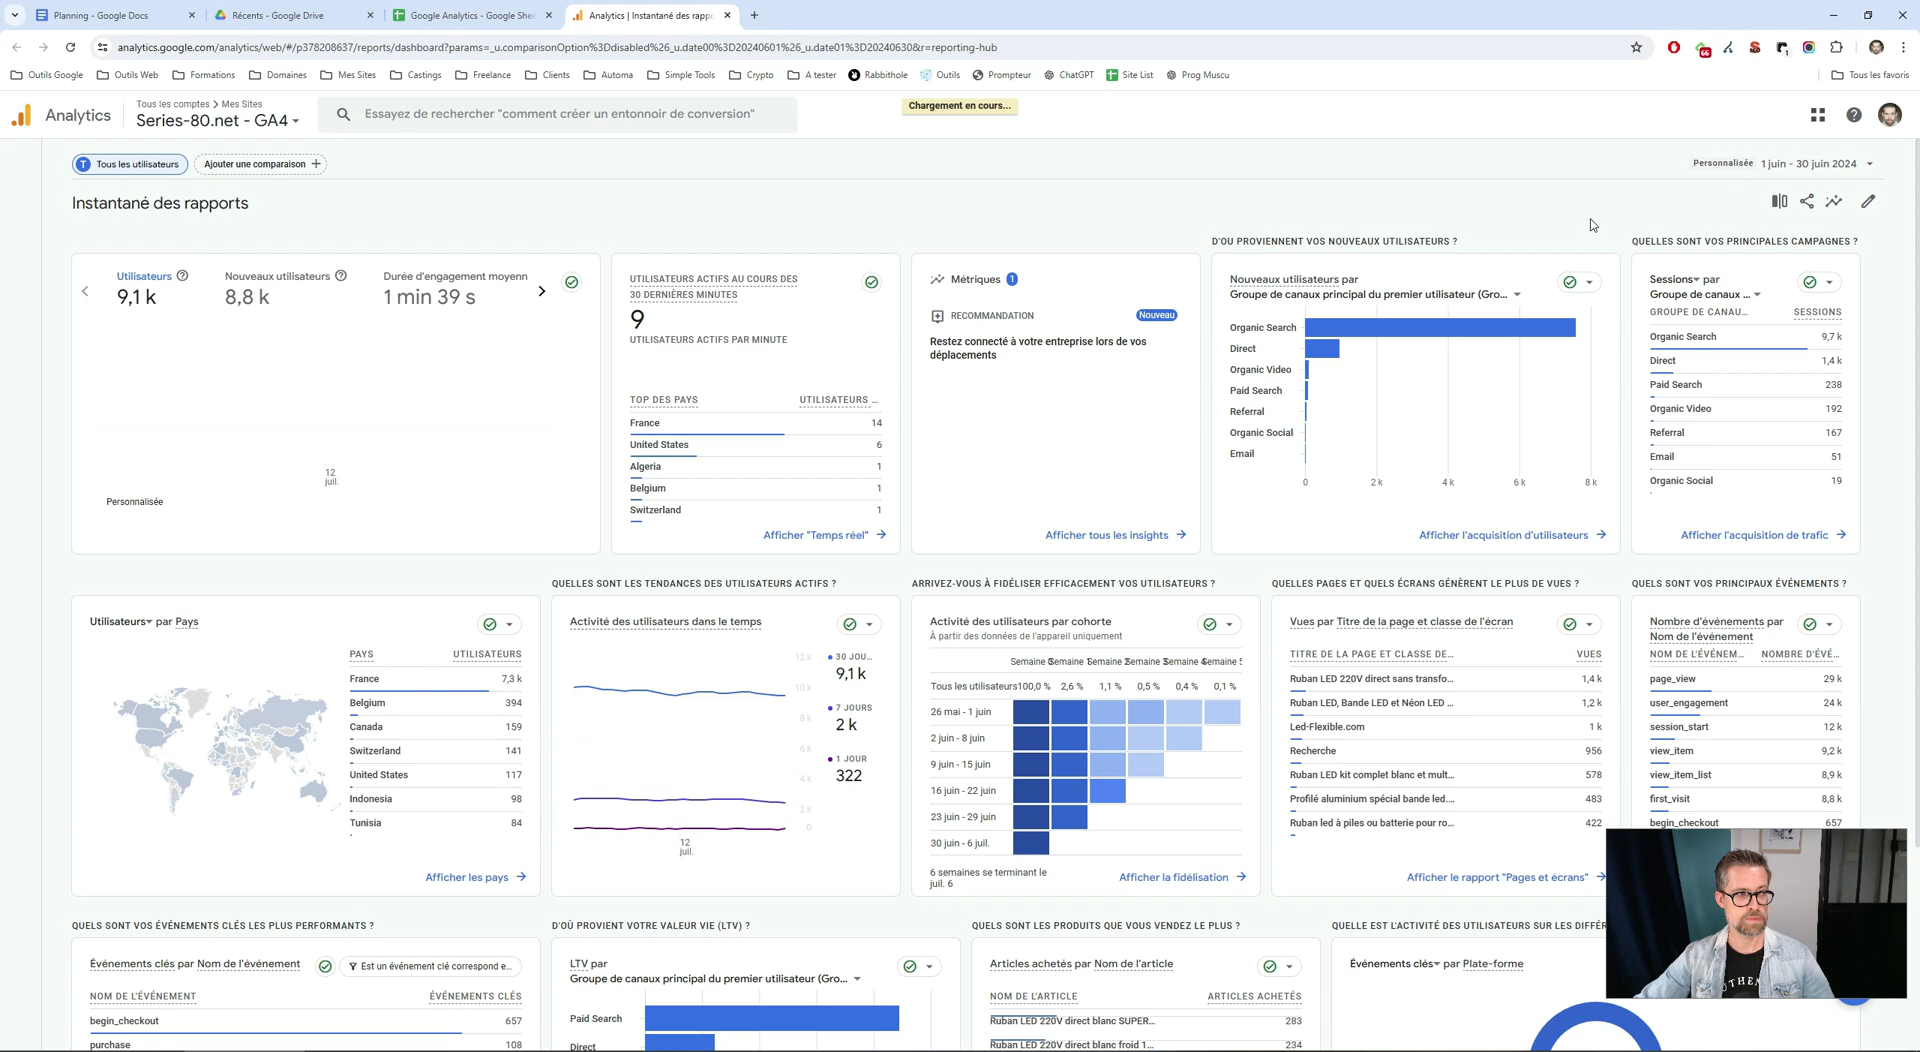 Planning - Google Docs
Récents - Google Drive
Google Analytics - Google Shee
Analytics | Instantané des rappo
analytics.google.com/analytics/web/#/p378208637/reports/dashboard?params=_u.comparisonOption%3Ddisabled%26_u.date00%3D20240601%26_u.date01%3D20240630&r=reporting-hub
66
Outils Google
Outils Web
Formations
Domaines
Mes Sites
Castings
Freelance
Clients
Automa
Simple Tools
Crypto
A tester
Rabbithole
Outils
Prompteur
ChatGPT
Site List
Prog Muscu
Tous les favoris
Analytics
Tous les comptes > Mes Sites
Series-80.net - GA4
Essayez de rechercher "comment créer un entonnoir de conversion"
Chargement en cours...
T Tous les utilisateurs
Ajouter une comparaison +
Personnalisée 1 juin - 30 juin 2024
Instantané des rapports
Utilisateurs
9,1 k
Nouveaux utilisateurs
8,8 k
Durée d'engagement moyenn
1 min 39 s
12
juil.
Personnalisée
UTILISATEURS ACTIFS AU COURS DES
30 DERNIÈRES MINUTES
9
UTILISATEURS ACTIFS PAR MINUTE
TOP DES PAYS UTILISATEURS ...
France 14
United States 6
Algeria 1
Belgium 1
Switzerland 1
Afficher "Temps réel"
Métriques 1
RECOMMANDATION Nouveau
Restez connecté à votre entreprise lors de vos
déplacements
Afficher tous les insights
D'OU PROVIENNENT VOS NOUVEAUX UTILISATEURS ?
Nouveaux utilisateurs par
Groupe de canaux principal du premier utilisateur (Gro...
Organic Search
Direct
Organic Video
Paid Search
Referral
Organic Social
Email
0 2 k 4 k 6 k 8 k
Afficher l'acquisition d'utilisateurs
QUELLES SONT VOS PRINCIPALES CAMPAGNES ?
Sessions par
Groupe de canaux ...
GROUPE DE CANAU... SESSIONS
Organic Search 9,7 k
Direct 1,4 k
Paid Search 238
Organic Video 192
Referral 167
Email 51
Organic Social 19
Afficher l'acquisition de trafic
Utilisateurs par Pays
PAYS UTILISATEURS
France 7,3 k
Belgium 394
Canada 159
Switzerland 141
United States 117
Indonesia 98
Tunisia 84
Afficher les pays
QUELLES SONT LES TENDANCES DES UTILISATEURS ACTIFS ?
Activité des utilisateurs dans le temps
12 k
10 k
8 k
6 k
4 k
2 k
0
30 JOU...
9,1 k
7 JOURS
2 k
1 JOUR
322
12
juil.
ARRIVEZ-VOUS À FIDÉLISER EFFICACEMENT VOS UTILISATEURS ?
Activité des utilisateurs par cohorte
À partir des données de l'appareil uniquement
Semaine 0 Semaine 1 Semaine 2 Semaine 3 Semaine 4 Semaine 5
Tous les utilisateurs 100,0 % 2,6 % 1,1 % 0,5 % 0,4 % 0,1 %
26 mai - 1 juin
2 juin - 8 juin
9 juin - 15 juin
16 juin - 22 juin
23 juin - 29 juin
30 juin - 6 juil.
6 semaines se terminant le
juil. 6
Afficher la fidélisation
QUELLES PAGES ET QUELS ÉCRANS GÉNÈRENT LE PLUS DE VUES ?
Vues par Titre de la page et classe de l'écran
TITRE DE LA PAGE ET CLASSE DE... VUES
Ruban LED 220V direct sans transfo... 1,4 k
Ruban LED, Bande LED et Néon LED ... 1,2 k
Led-Flexible.com 1 k
Recherche 956
Ruban LED kit complet blanc et mult... 578
Profilé aluminium spécial bande led.... 483
Ruban led à piles ou batterie pour ro... 422
Afficher le rapport "Pages et écrans"
QUELS SONT VOS PRINCIPAUX ÉVÉNEMENTS ?
Nombre d'événements par
Nom de l'événement
NOM DE L'ÉVÉNEM... NOMBRE D'ÉVÉ...
page_view 29 k
user_engagement 24 k
session_start 12 k
view_item 9,2 k
view_item_list 8,9 k
first_visit 8,8 k
begin_checkout 657
QUELS SONT VOS ÉVÉNEMENTS CLÉS LES PLUS PERFORMANTS ?
Événements clés par Nom de l'événement
Est un événement clé correspond e...
NOM DE L'ÉVÉNEMENT ÉVÉNEMENTS CLÉS
begin_checkout 657
purchase 108
D'OÙ PROVIENT VOTRE VALEUR VIE (LTV) ?
LTV par
Groupe de canaux principal du premier utilisateur (Gro...
Paid Search
Direct
QUELS SONT LES PRODUITS QUE VOUS VENDEZ LE PLUS ?
Articles achetés par Nom de l'article
NOM DE L'ARTICLE ARTICLES ACHETÉS
Ruban LED 220V direct blanc SUPER... 283
Ruban LED 220V direct blanc froid 1... 234
QUELLE EST L'ACTIVITÉ DES UTILISATEURS SUR LES DIFFÉR
Événements clés par Plate-forme